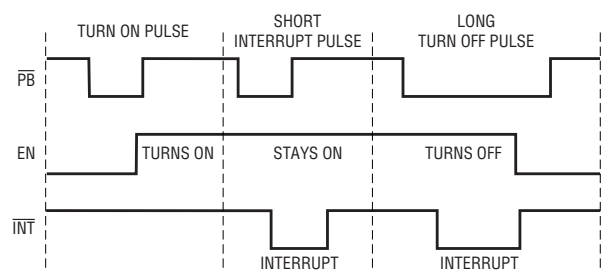 TURN ON PULSE
SHORT
INTERRUPT PULSE
LONG
TURN OFF PULSE
PB
EN
TURNS ON
STAYS ON
TURNS OFF
INT
INTERRUPT
INTERRUPT